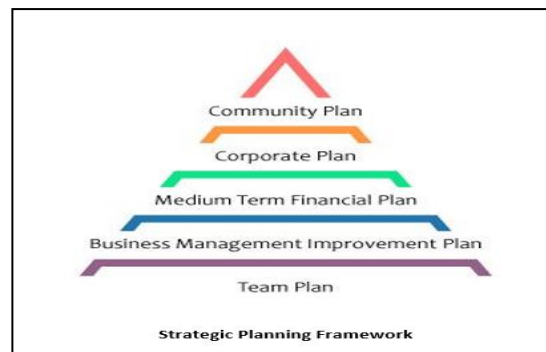 Community Plan
Corporate Plan
Medium Term Financial Plan
Business Management Improvement Plan
Team Plan
Strategic Planning Framework